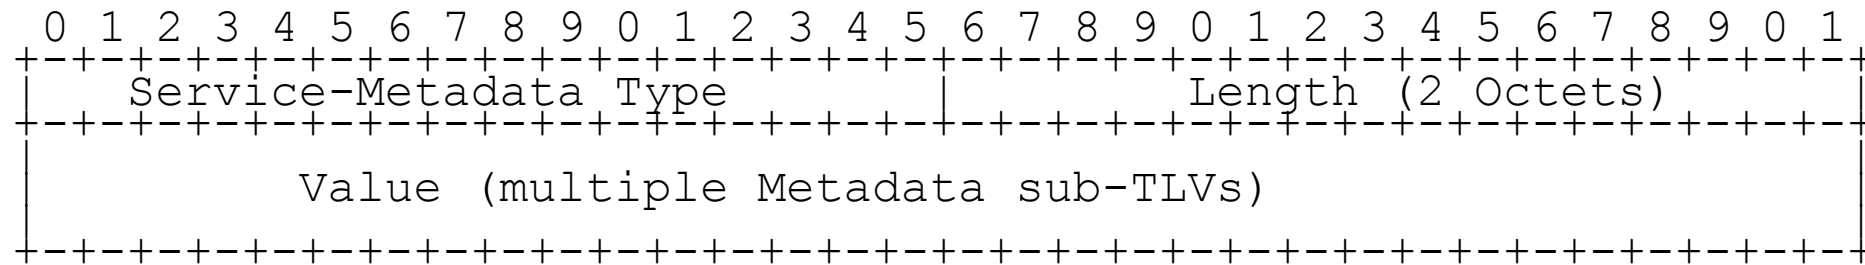 0 1 2 3 4 5 6 7 8 9 0 1 2 3 4 5 6 7 8 9 0 1 2 3 4 5 6 7 8 9 0 1
+-+-+-+-+-+-+-+-+-+-+-+-+-+-+-+-+-+-+-+-+-+-+-+-+-+-+-+-+-+-+-+-+
|   Service-Metadata Type       |        Length (2 Octets)      |
+-+-+-+-+-+-+-+-+-+-+-+-+-+-+-+-+-+-+-+-+-+-+-+-+-+-+-+-+-+-+-+-+
|                                                               |
|         Value (multiple Metadata sub-TLVs)                    |
|                                                               |
+-+-+-+-+-+-+-+-+-+-+-+-+-+-+-+-+-+-+-+-+-+-+-+-+-+-+-+-+-+-+-+-+